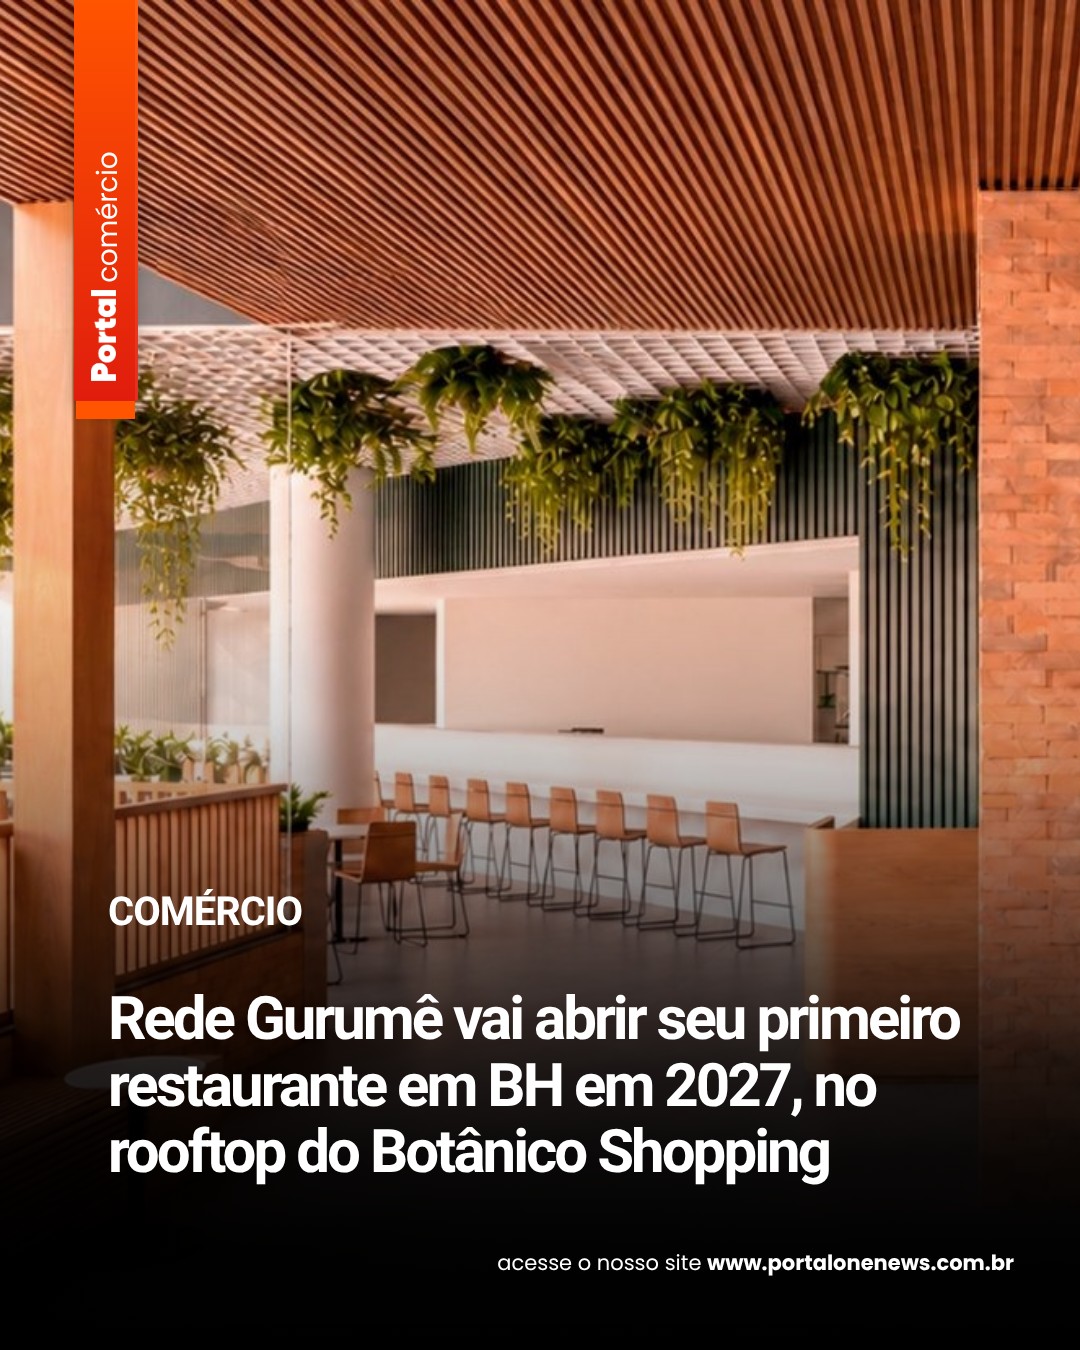 Portal comércio
COMÉRCIO
Rede Gurumê vai abrir seu primeiro
restaurante em BH em 2027, no
rooftop do Botânico Shopping
acesse o nosso site www.portalonenews.com.br